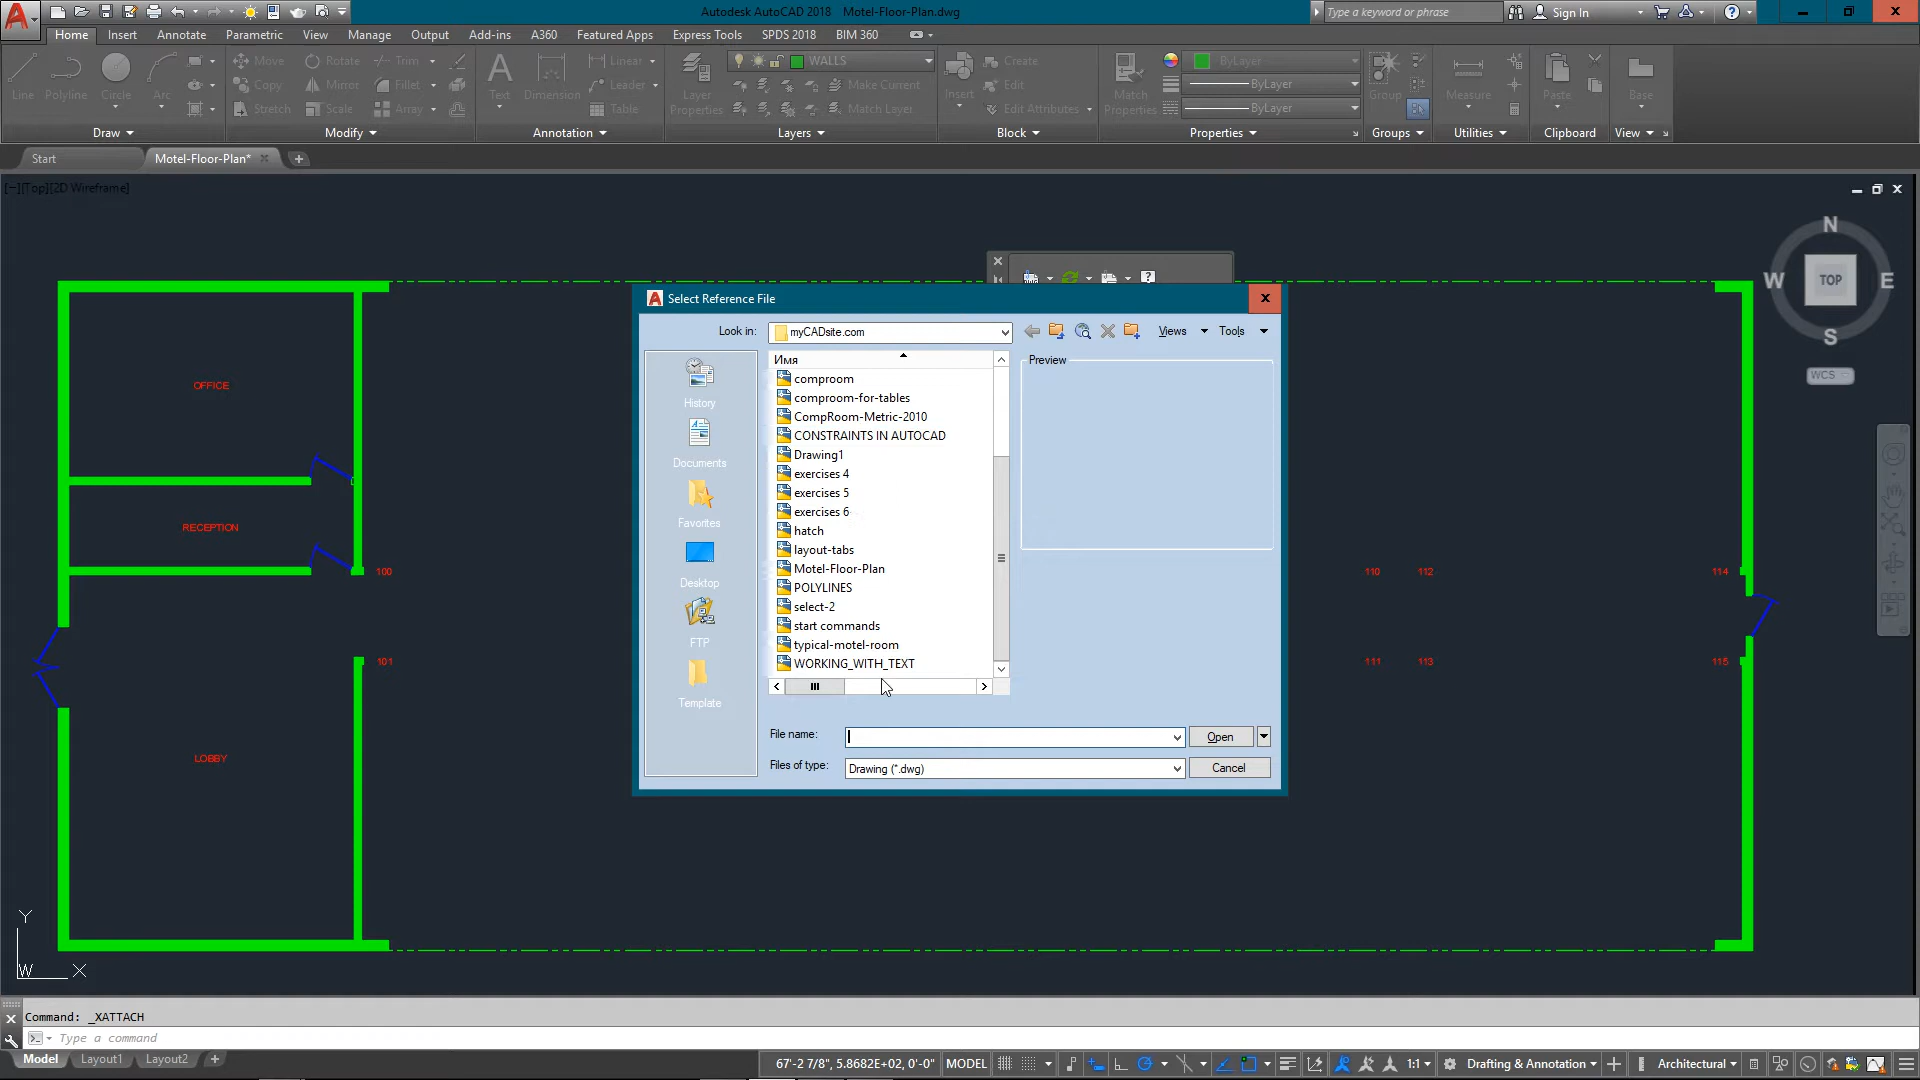 Autodesk AutoCAD 2018 Motel-Floor-Plan.dwg
Type a keyword or phrase
Sign In
Home Insert Annotate Parametric View Manage Output Add-ins A360 Featured Apps Express Tools SPDS 2018 BIM 360
Line Polyline Circle Arc
Move Rotate Trim
Copy Mirror Fillet
Stretch Scale Array
Text Dimension
Linear
Leader
Table
Layer Properties
WALLS
Make Current
Match Layer
Insert
Create
Edit
Edit Attributes
Match Properties
ByLayer
ByLayer
ByLayer
Group
Measure
Paste
Base
Draw Modify Annotation Layers Block Properties Groups Utilities Clipboard View
Start Motel-Floor-Plan*
[−][Top][2D Wireframe]
N
W TOP E
S
WCS
OFFICE
RECEPTION
LOBBY
100
101
110 112 114
111 113 115
Select Reference File
Look in: myCADsite.com
Views Tools
Имя
Preview
History
Documents
Favorites
Desktop
FTP
Template
comproom
comproom-for-tables
CompRoom-Metric-2010
CONSTRAINTS IN AUTOCAD
Drawing1
exercises 4
exercises 5
exercises 6
hatch
layout-tabs
Motel-Floor-Plan
POLYLINES
select-2
start commands
typical-motel-room
WORKING_WITH_TEXT
File name: Open
Files of type: Drawing (*.dwg) Cancel
Y
W X
Command: _XATTACH
Type a command
Model Layout1 Layout2
67'-2 7/8", 5.8682E+02, 0'-0" MODEL 1:1 Drafting & Annotation Architectural